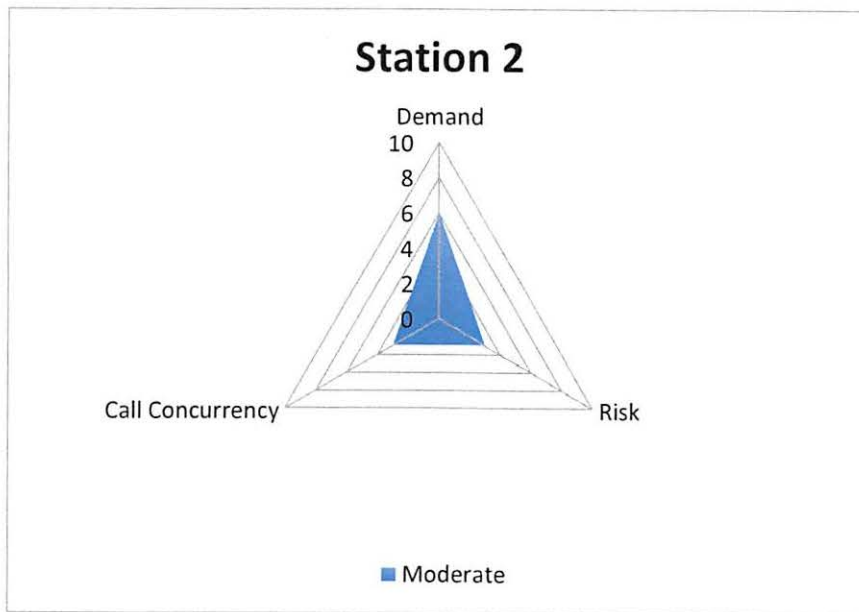 Station 2
Demand
10
8
6
4
2
0
Call Concurrency
Risk
Moderate